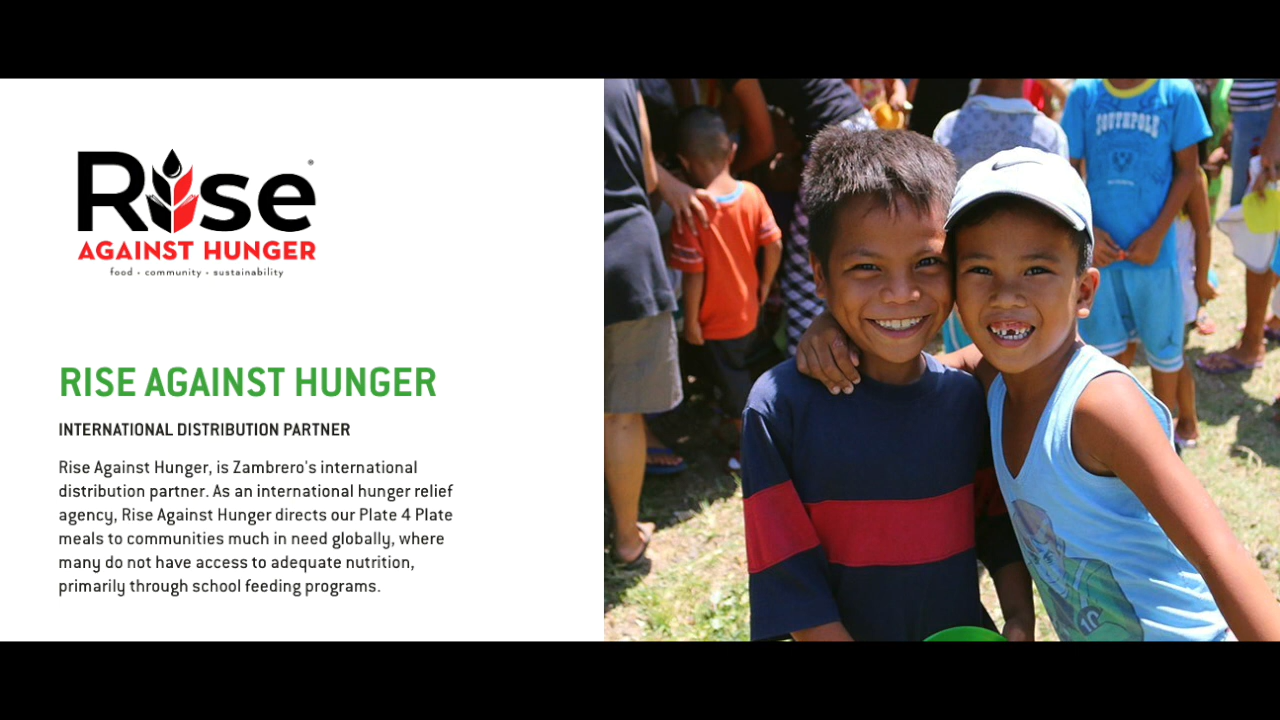 Rise®
AGAINST HUNGER
food • community • sustainability
RISE AGAINST HUNGER
INTERNATIONAL DISTRIBUTION PARTNER
Rise Against Hunger, is Zambrero's international
distribution partner. As an international hunger relief
agency, Rise Against Hunger directs our Plate 4 Plate
meals to communities much in need globally, where
many do not have access to adequate nutrition,
primarily through school feeding programs.
SOUTHPOLE
10